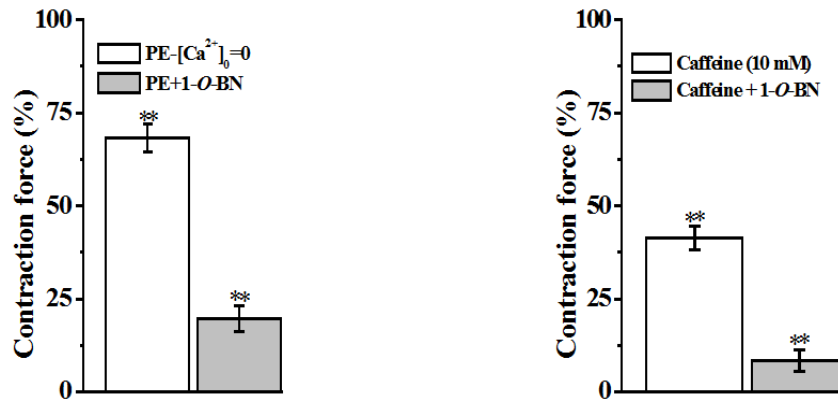 Contraction force (%)
100
75
50
25
0
PE-[Ca²⁺]₀=0
PE+1-O-BN
**
**
Contraction force (%)
100
75
50
25
0
Caffeine (10 mM)
Caffeine + 1-O-BN
**
**